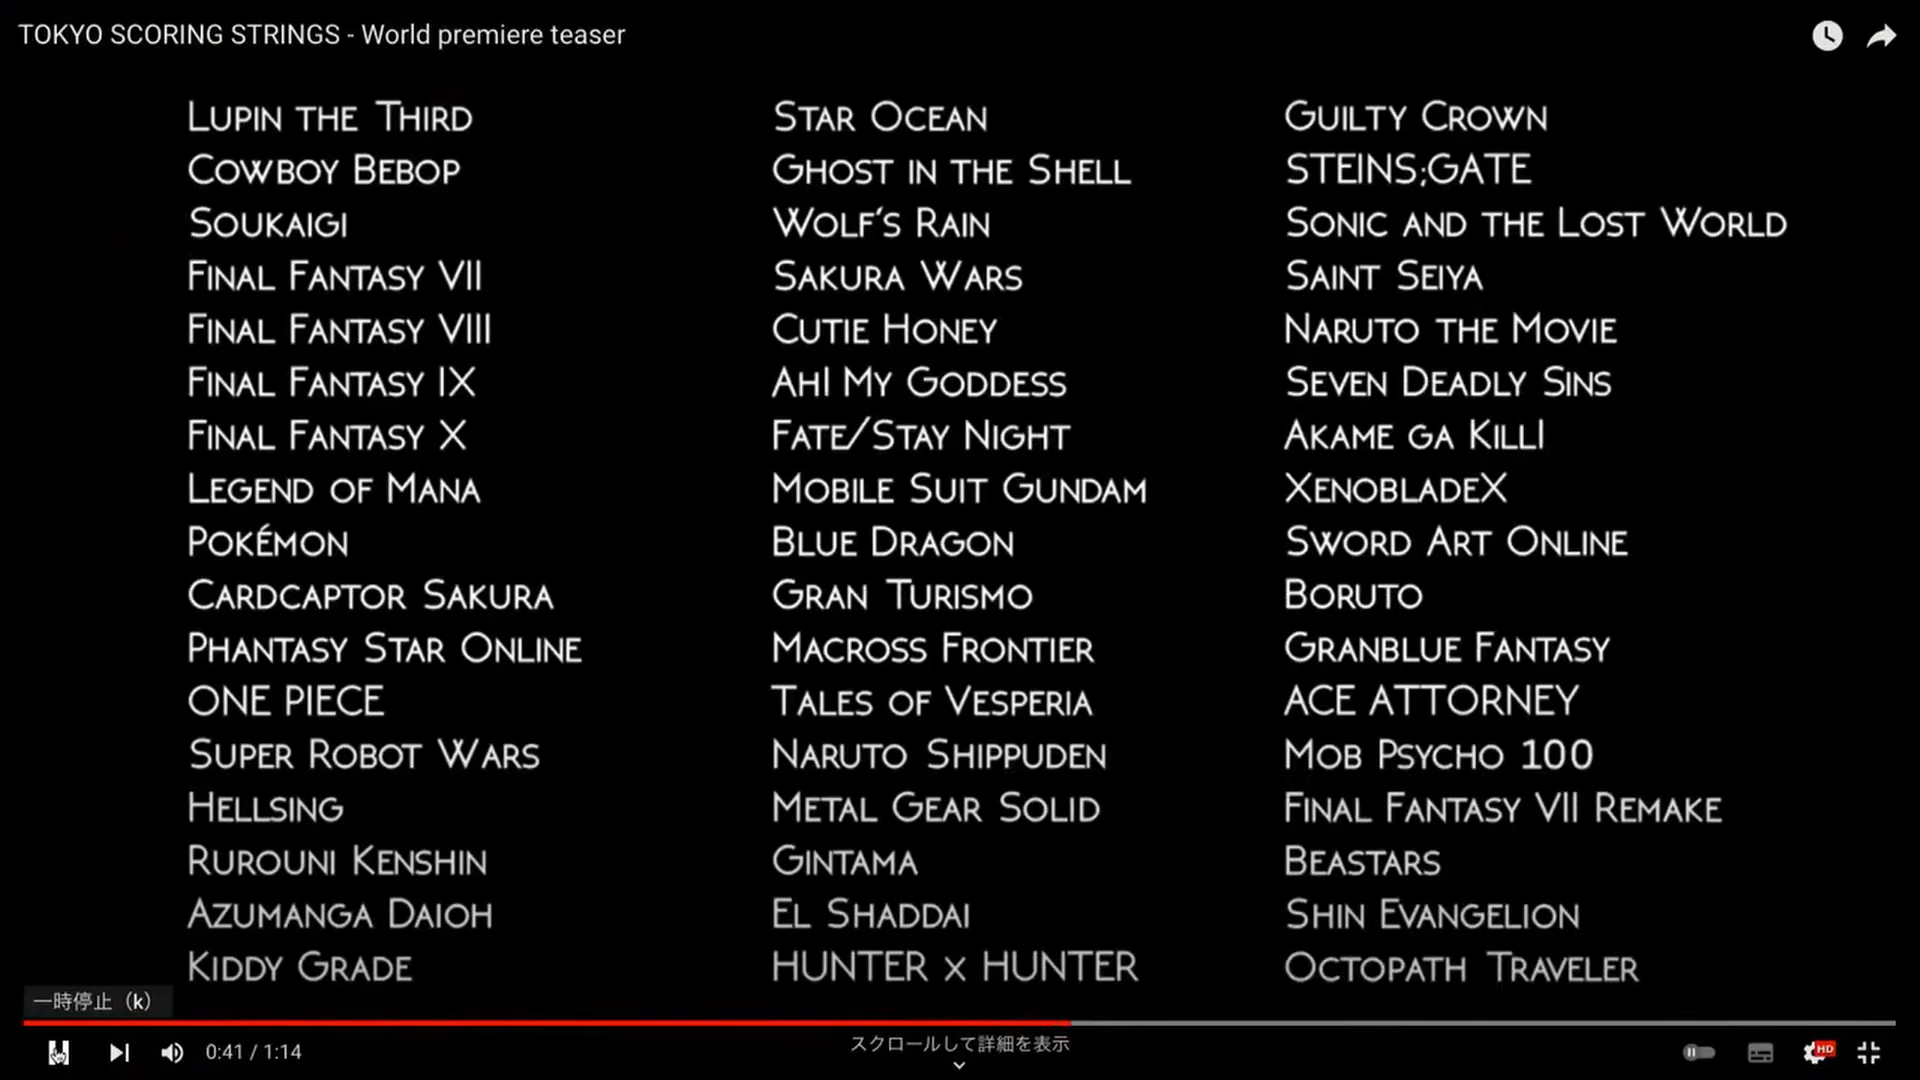 TOKYO SCORING STRINGS - World premiere teaser
LUPIN THE THIRD
COWBOY BEBOP
SOUKAIGI
FINAL FANTASY VII
FINAL FANTASY VIII
FINAL FANTASY IX
FINAL FANTASY X
LEGEND OF MANA
POKÉMON
CARDCAPTOR SAKURA
PHANTASY STAR ONLINE
ONE PIECE
SUPER ROBOT WARS
HELLSING
RUROUNI KENSHIN
AZUMANGA DAIOH
KIDDY GRADE
STAR OCEAN
GHOST IN THE SHELL
WOLF'S RAIN
SAKURA WARS
CUTIE HONEY
AH! MY GODDESS
FATE/STAY NIGHT
MOBILE SUIT GUNDAM
BLUE DRAGON
GRAN TURISMO
MACROSS FRONTIER
TALES OF VESPERIA
NARUTO SHIPPUDEN
METAL GEAR SOLID
GINTAMA
EL SHADDAI
HUNTER x HUNTER
GUILTY CROWN
STEINS;GATE
SONIC AND THE LOST WORLD
SAINT SEIYA
NARUTO THE MOVIE
SEVEN DEADLY SINS
AKAME GA KILL!
XENOBLADEX
SWORD ART ONLINE
BORUTO
GRANBLUE FANTASY
ACE ATTORNEY
MOB PSYCHO 100
FINAL FANTASY VII REMAKE
BEASTARS
SHIN EVANGELION
OCTOPATH TRAVELER
一時停止（k）
0:41 / 1:14
スクロールして詳細を表示
HD